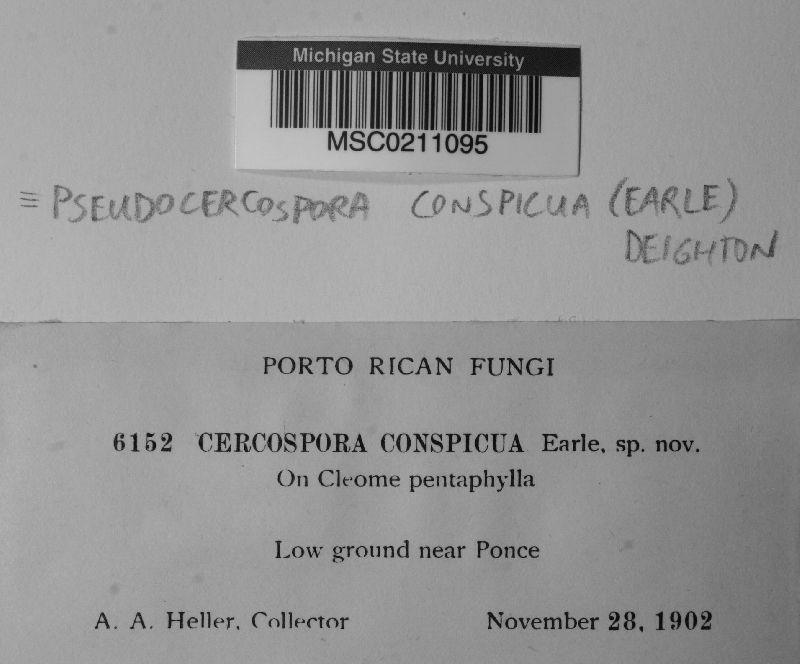 Michigan State University
MSC0211095
≡ PSEUDOCERCOSPORA CONSPICUA (EARLE)
DEIGHTON
PORTO RICAN FUNGI
6152 CERCOSPORA CONSPICUA Earle, sp. nov.
On Cleome pentaphylla
Low ground near Ponce
A. A. Heller, Collector November 28, 1902